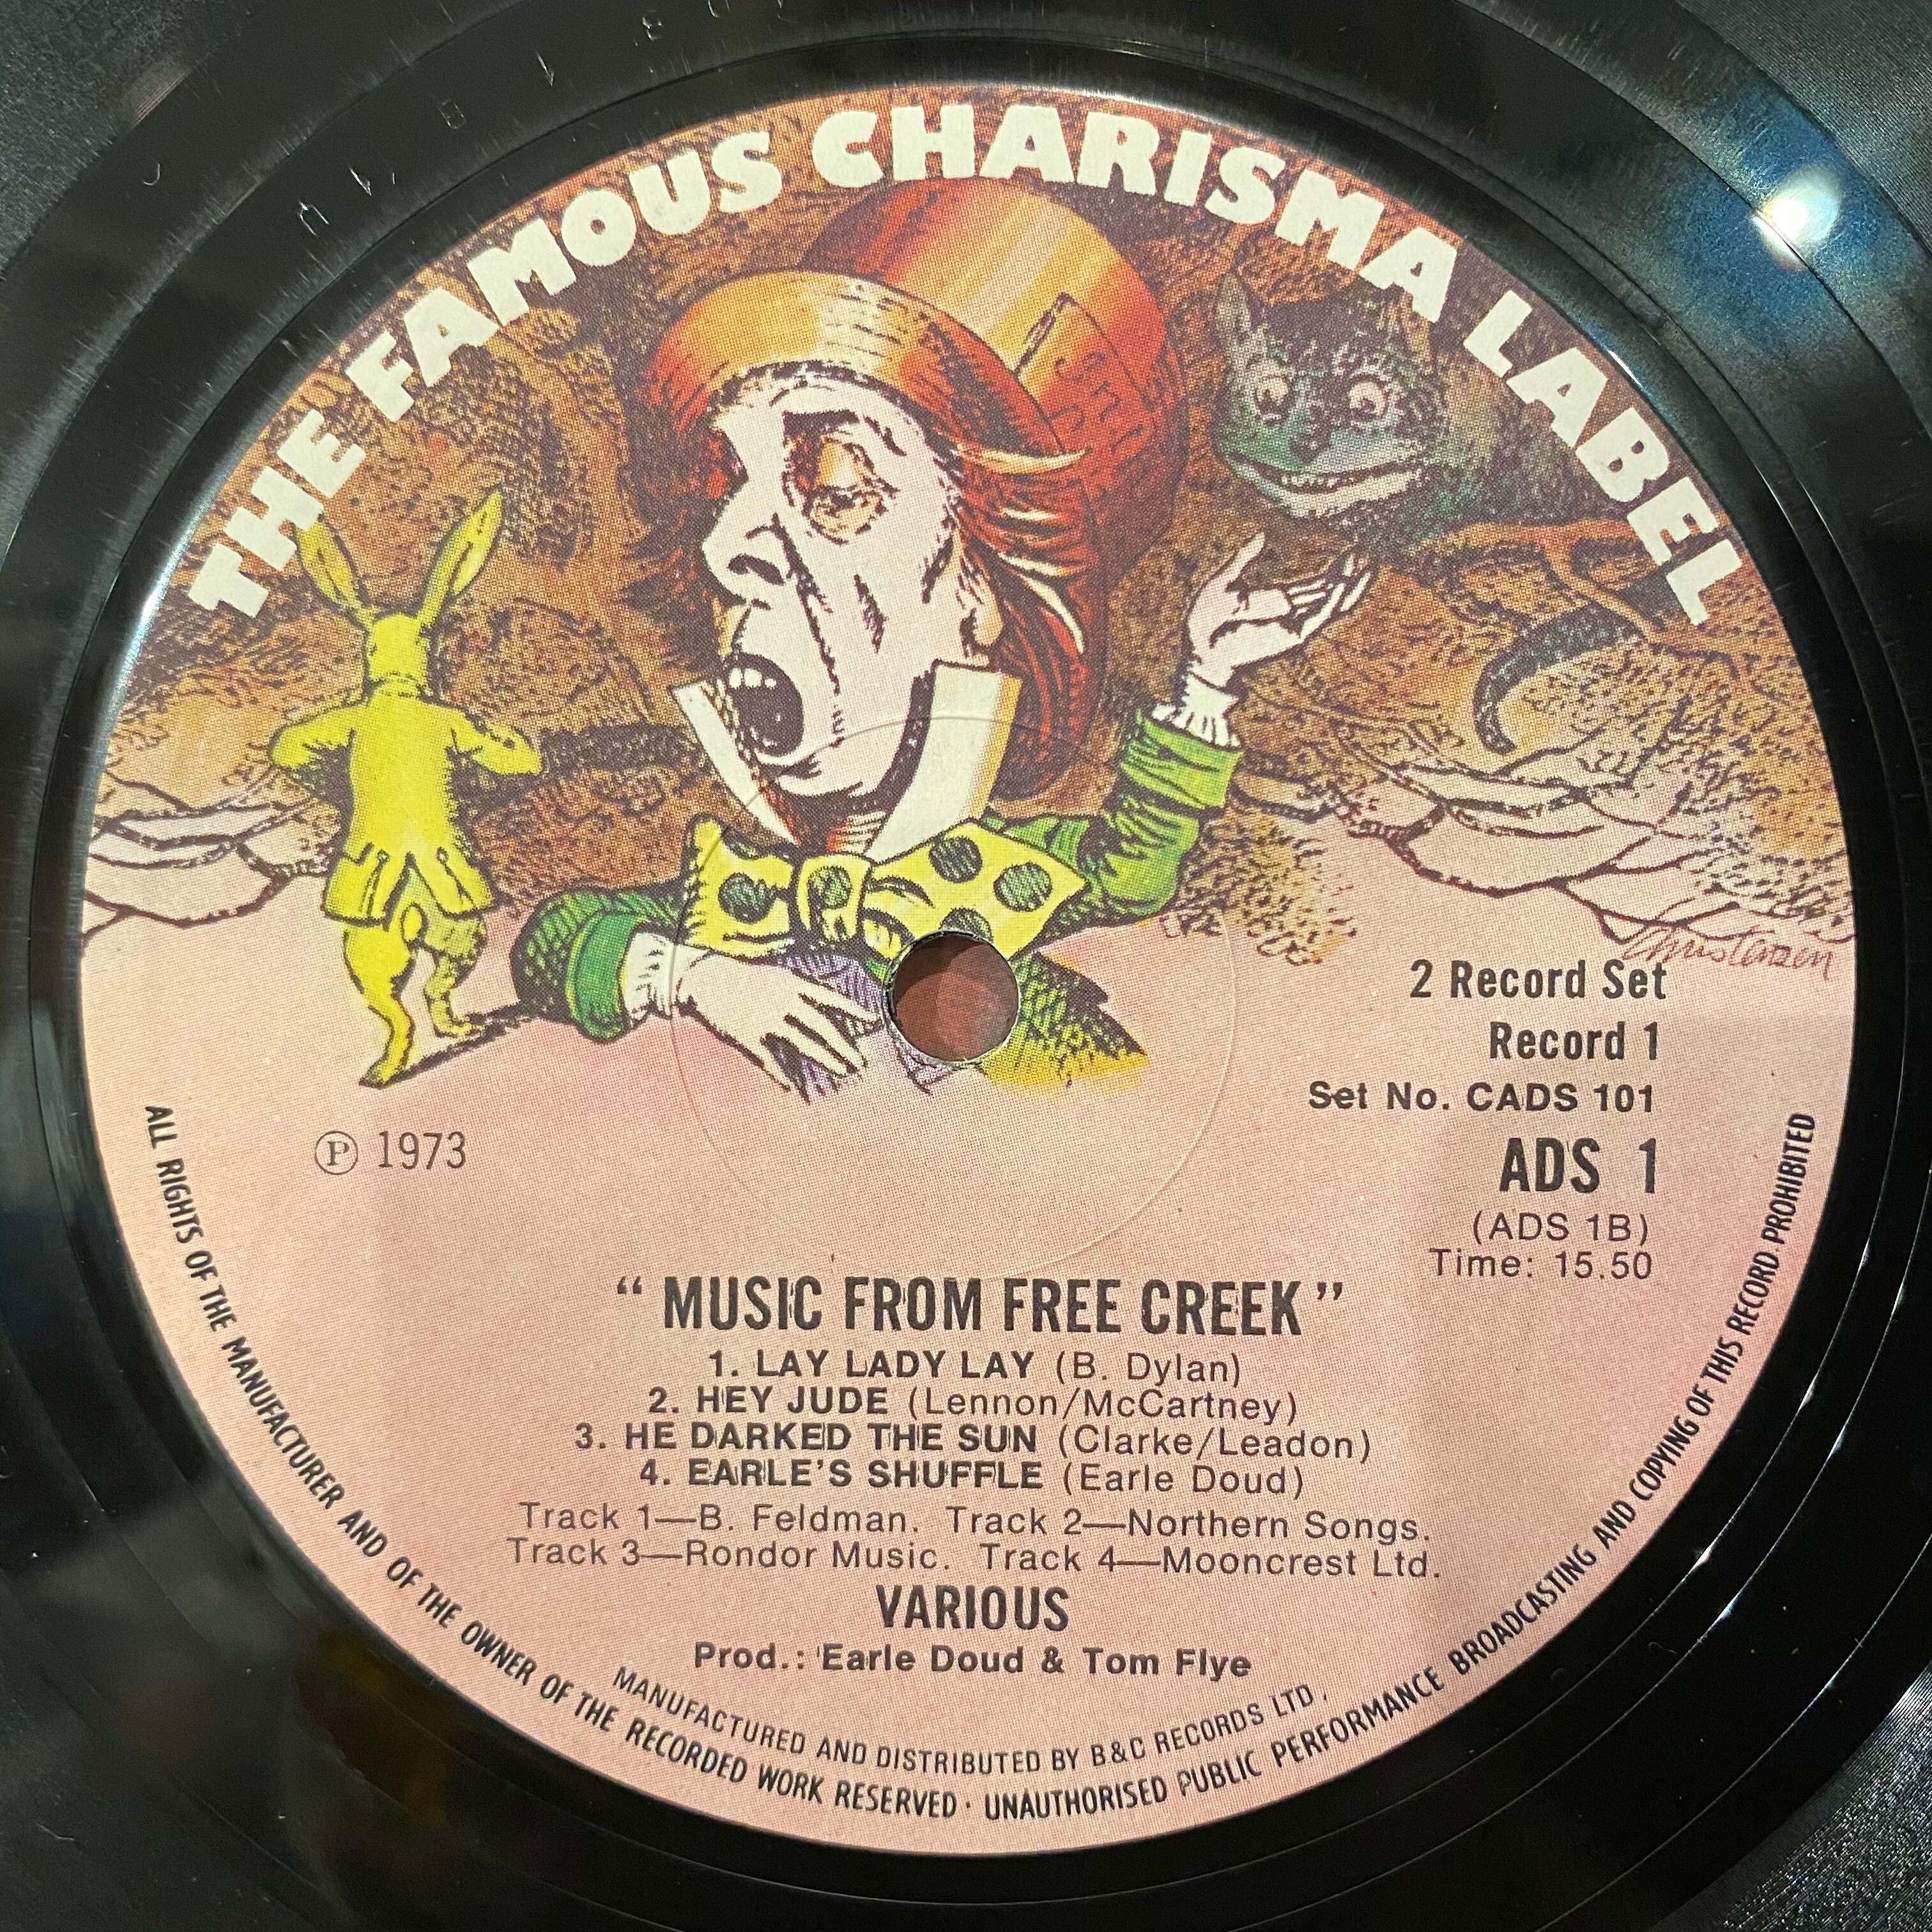 THE FAMOUS CHARISMA LABEL
Christensen
2 Record Set
Record 1
Set No. CADS 101
ADS 1
(ADS 1B)
Time: 15.50
Ⓟ 1973
“MUSIC FROM FREE CREEK”
1. LAY LADY LAY (B. Dylan)
2. HEY JUDE (Lennon/McCartney)
3. HE DARKED THE SUN (Clarke/Leadon)
4. EARLE'S SHUFFLE (Earle Doud)
Track 1—B. Feldman. Track 2—Northern Songs.
Track 3—Rondor Music. Track 4—Mooncrest Ltd.
VARIOUS
Prod.: Earle Doud & Tom Flye
MANUFACTURED AND DISTRIBUTED BY B&C RECORDS LTD.
ALL RIGHTS OF THE MANUFACTURER AND OF THE OWNER OF THE RECORDED WORK RESERVED · UNAUTHORISED PUBLIC PERFORMANCE BROADCASTING AND COPYING OF THIS RECORD PROHIBITED